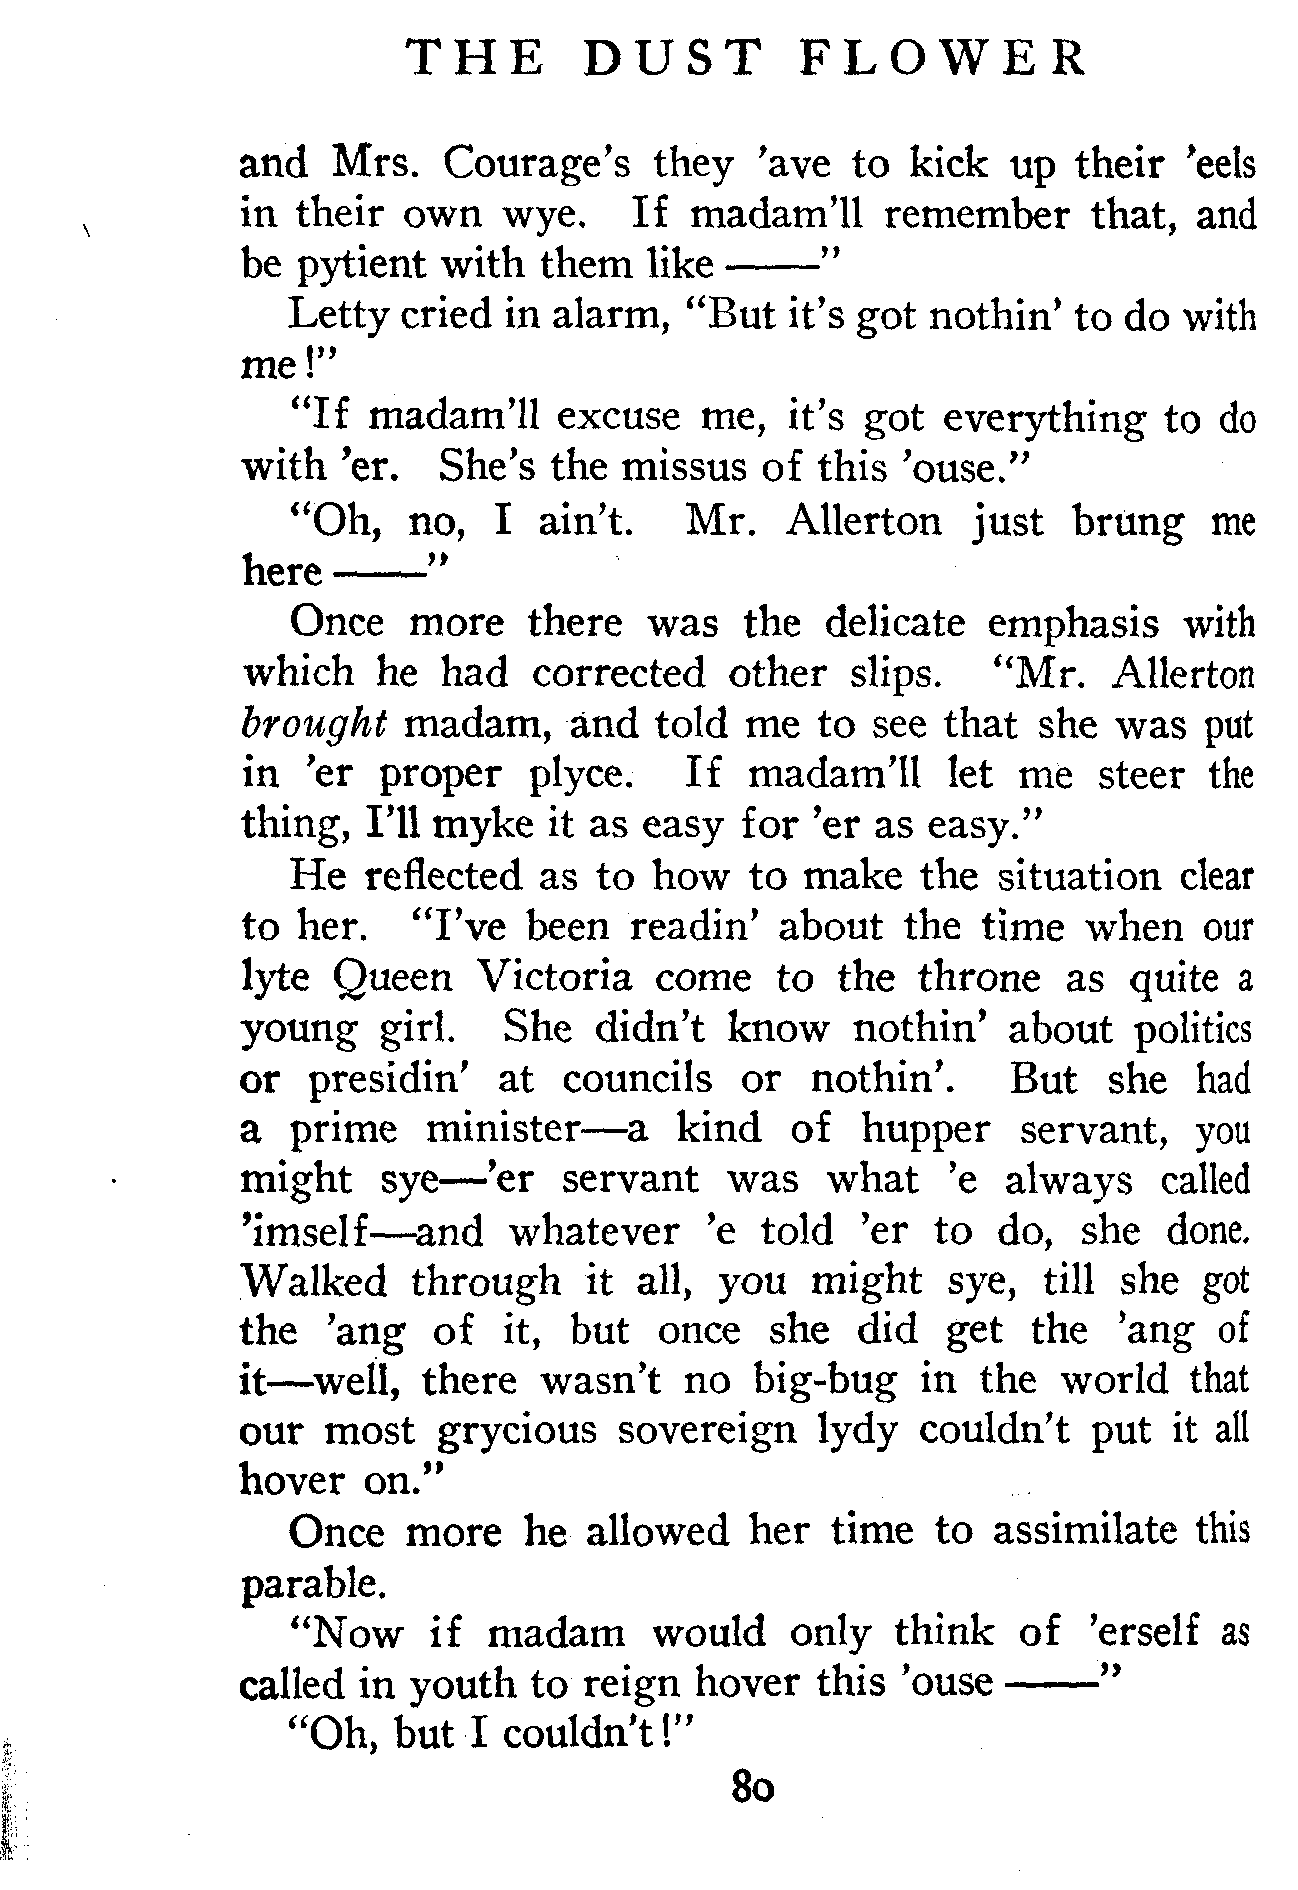 THE DUST FLOWER
and Mrs. Courage's they 'ave to kick up their 'eels
in their own wye. If madam'll remember that, and
be pytient with them like ——"
Letty cried in alarm, "But it's got nothin' to do with
me!"
"If madam'll excuse me, it's got everything to do
with 'er. She's the missus of this 'ouse."
"Oh, no, I ain't. Mr. Allerton just brung me
here ——"
Once more there was the delicate emphasis with
which he had corrected other slips. "Mr. Allerton
brought madam, and told me to see that she was put
in 'er proper plyce. If madam'll let me steer the
thing, I'll myke it as easy for 'er as easy."
He reflected as to how to make the situation clear
to her. "I've been readin' about the time when our
lyte Queen Victoria come to the throne as quite a
young girl. She didn't know nothin' about politics
or presidin' at councils or nothin'. But she had
a prime minister—a kind of hupper servant, you
might sye—'er servant was what 'e always called
'imself—and whatever 'e told 'er to do, she done.
Walked through it all, you might sye, till she got
the 'ang of it, but once she did get the 'ang of
it—well, there wasn't no big-bug in the world that
our most grycious sovereign lydy couldn't put it all
hover on."
Once more he allowed her time to assimilate this
parable.
"Now if madam would only think of 'erself as
called in youth to reign hover this 'ouse ——"
"Oh, but I couldn't!"
80